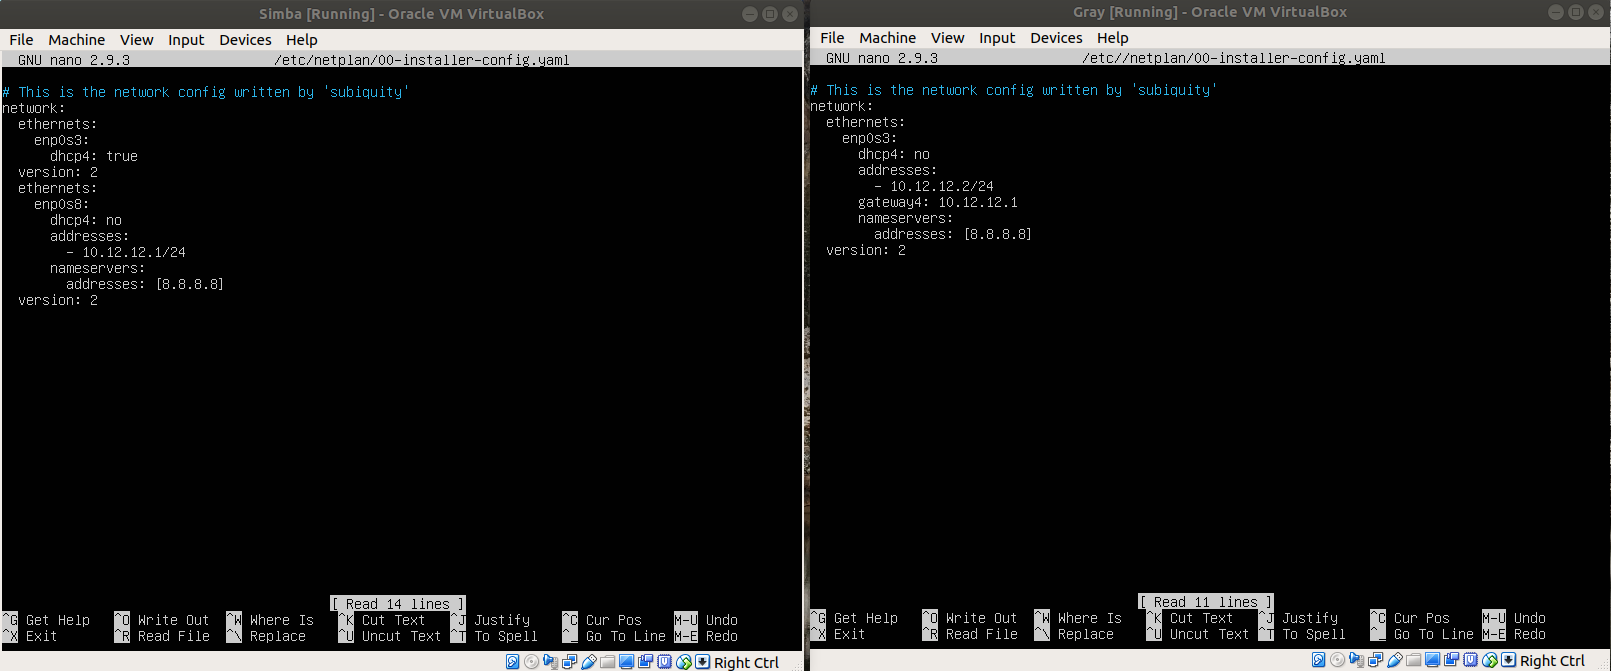 Simba [Running] - Oracle VM VirtualBox
File Machine View Input Devices Help
GNU nano 2.9.3 /etc/netplan/00-installer-config.yaml
# This is the network config written by 'subiquity'
network:
  ethernets:
    enp0s3:
      dhcp4: true
  version: 2
  ethernets:
    enp0s8:
      dhcp4: no
      addresses:
        - 10.12.12.1/24
      nameservers:
        addresses: [8.8.8.8]
  version: 2
[ Read 14 lines ]
^G Get Help ^O Write Out ^W Where Is ^K Cut Text ^J Justify ^C Cur Pos M-U Undo
^X Exit ^R Read File ^\ Replace ^U Uncut Text ^T To Spell ^_ Go To Line M-E Redo
Right Ctrl
Gray [Running] - Oracle VM VirtualBox
File Machine View Input Devices Help
GNU nano 2.9.3 /etc//netplan/00-installer-config.yaml
# This is the network config written by 'subiquity'
network:
  ethernets:
    enp0s3:
      dhcp4: no
      addresses:
        - 10.12.12.2/24
      gateway4: 10.12.12.1
      nameservers:
        addresses: [8.8.8.8]
  version: 2
[ Read 11 lines ]
^G Get Help ^O Write Out ^W Where Is ^K Cut Text ^J Justify ^C Cur Pos M-U Undo
^X Exit ^R Read File ^\ Replace ^U Uncut Text ^T To Spell ^_ Go To Line M-E Redo
Right Ctrl